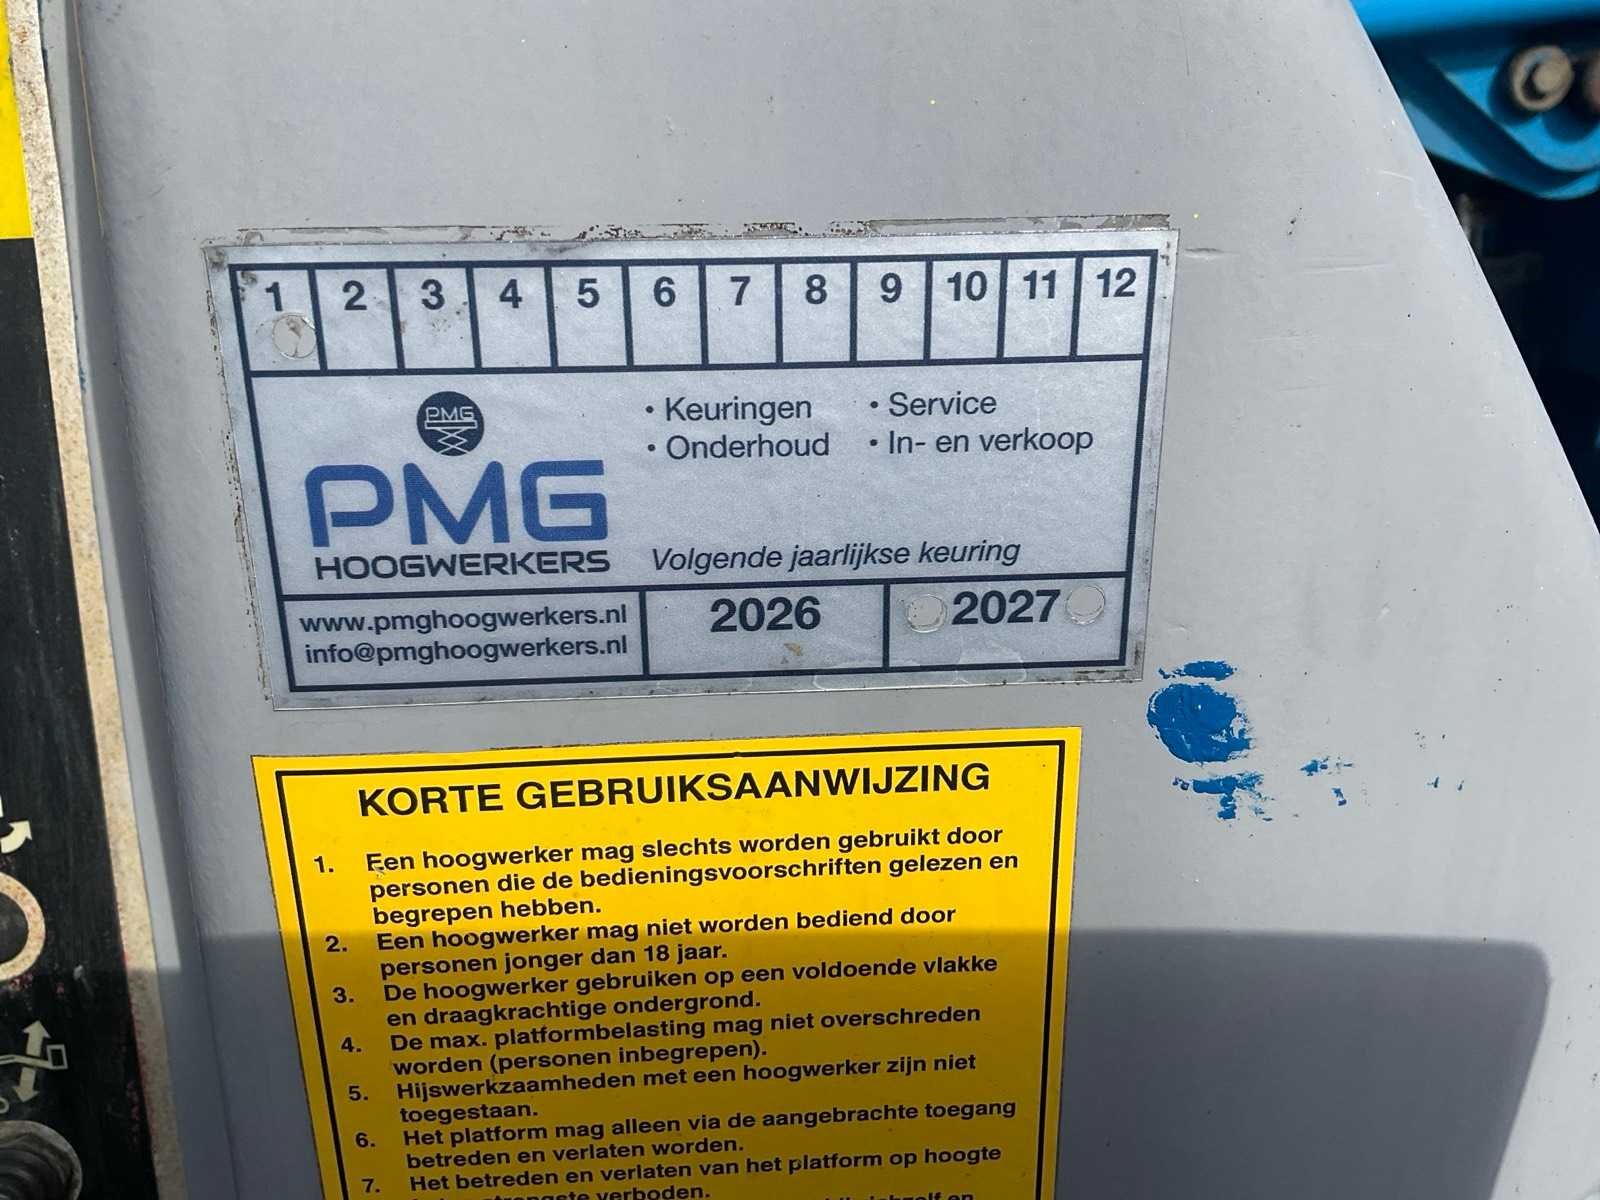 1 2 3 4 5 6 7 8 9 10 11 12
PMG
• Keuringen • Service
• Onderhoud • In- en verkoop
PMG
HOOGWERKERS
Volgende jaarlijkse keuring
www.pmghoogwerkers.nl
info@pmghoogwerkers.nl
2026 2027
KORTE GEBRUIKSAANWIJZING
1. Een hoogwerker mag slechts worden gebruikt door
personen die de bedieningsvoorschriften gelezen en
begrepen hebben.
2. Een hoogwerker mag niet worden bediend door
personen jonger dan 18 jaar.
3. De hoogwerker gebruiken op een voldoende vlakke
en draagkrachtige ondergrond.
4. De max. platformbelasting mag niet overschreden
worden (personen inbegrepen).
5. Hijswerkzaamheden met een hoogwerker zijn niet
toegestaan.
6. Het platform mag alleen via de aangebrachte toegang
betreden en verlaten worden.
7. Het betreden en verlaten van het platform op hoogte
verboden.